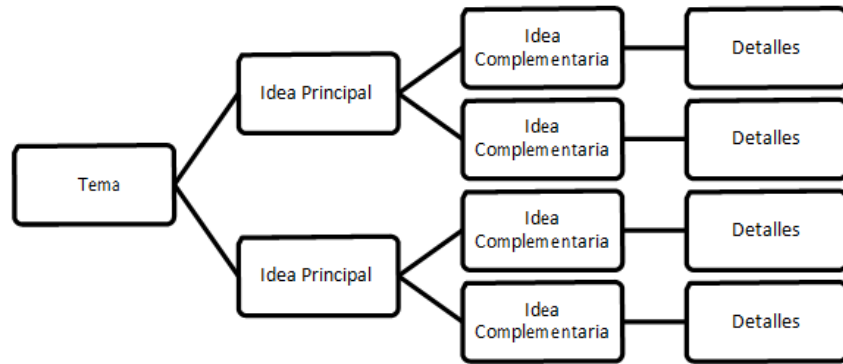 Idea
Complementaria
Detalles
Idea Principal
Idea
Complementaria
Detalles
Tema
Idea
Complementaria
Detalles
Idea Principal
Idea
Complementaria
Detalles